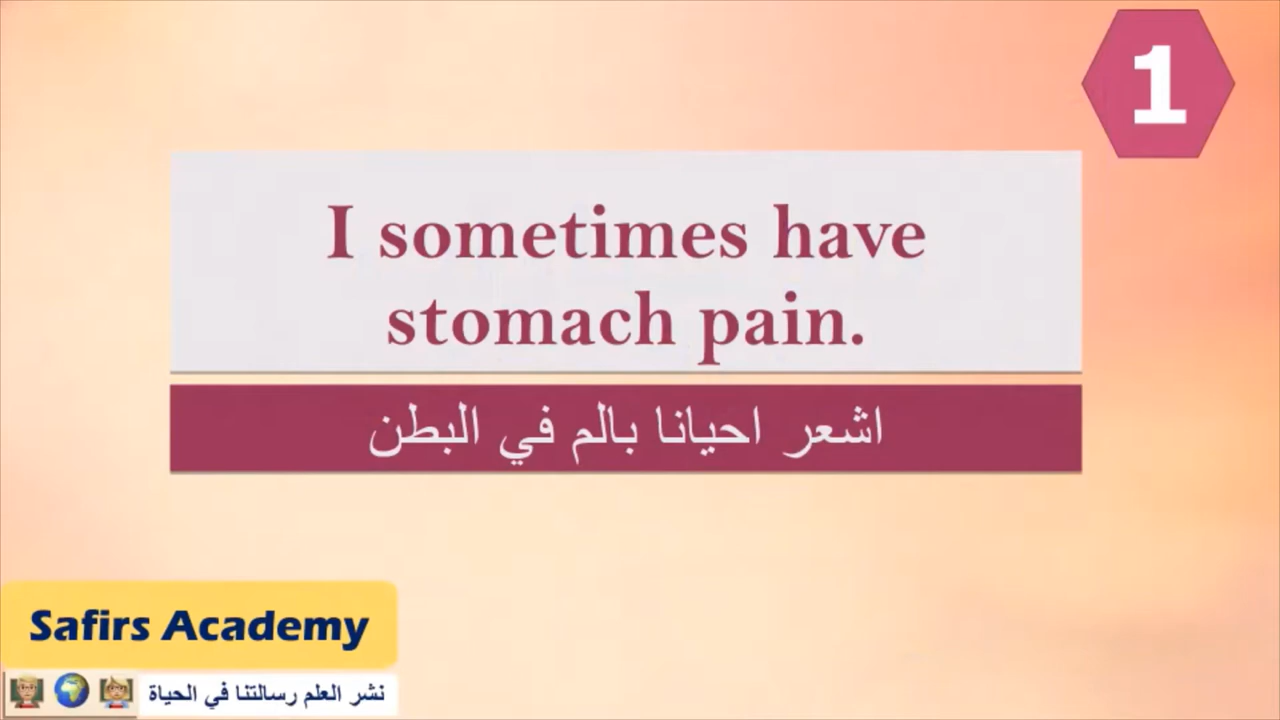 1
I sometimes have
stomach pain.
اشعر احيانا بالم في البطن
Safirs Academy
نشر العلم رسالتنا في الحياة